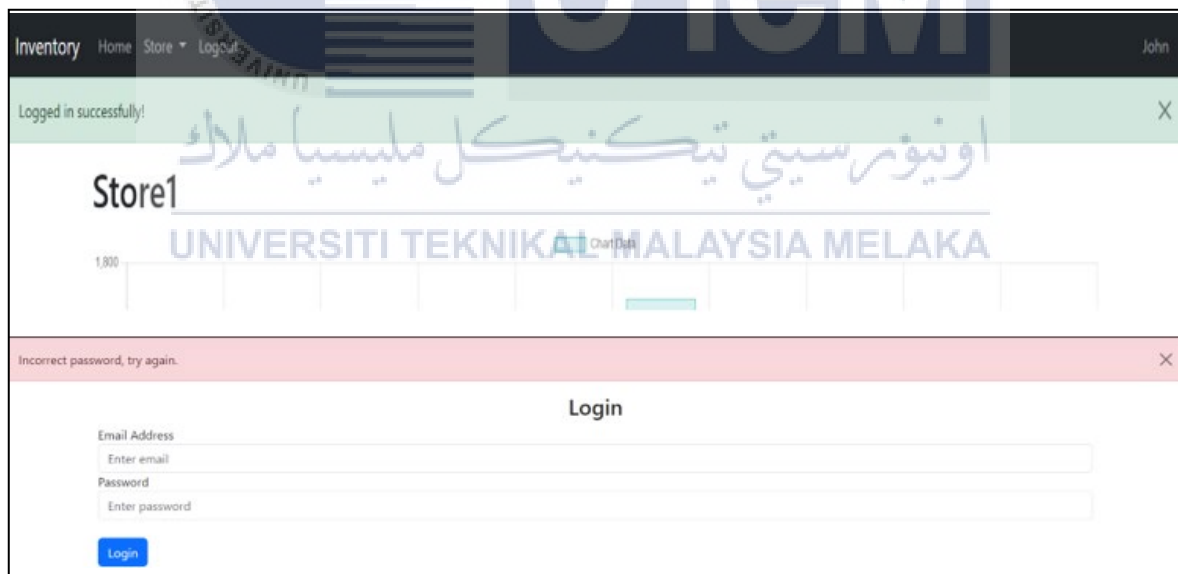 UTeM
Inventory Home Store Logout John
Logged in successfully! X
اونيۏرسيتي تيكنيكل مليسيا ملاك
Store1
UNIVERSITI TEKNIKAL MALAYSIA MELAKA
Chart Data
1,800
Incorrect password, try again. X
Login
Email Address
Enter email
Password
Enter password
Login